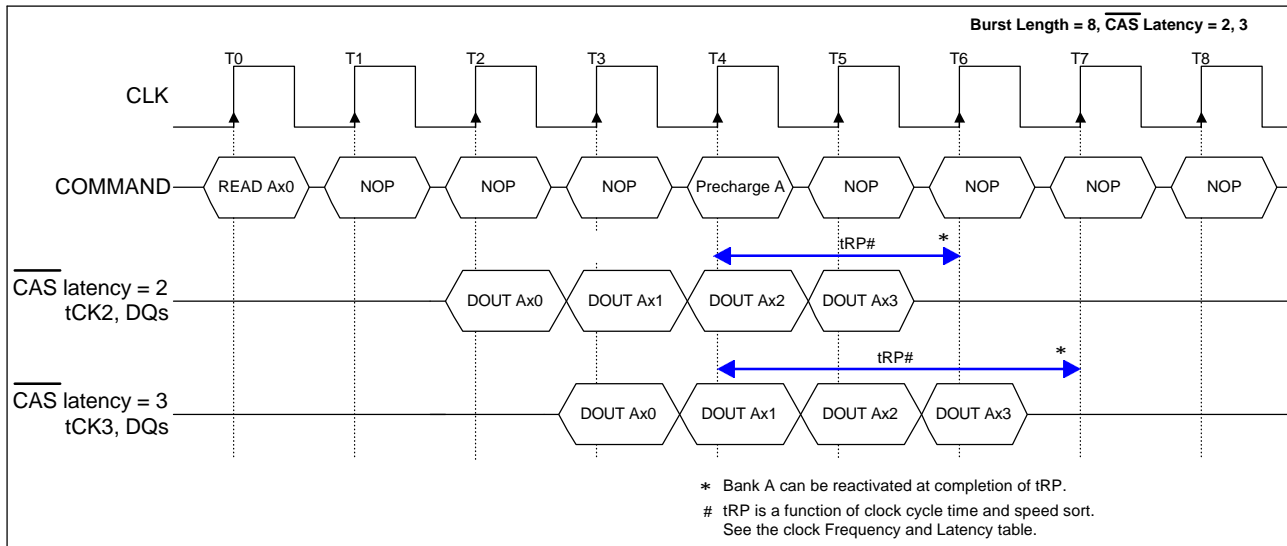 Burst Length = 8, CAS Latency = 2, 3
T0 T1 T2 T3 T4 T5 T6 T7 T8
CLK
COMMAND READ Ax0 NOP NOP NOP Precharge A NOP NOP NOP NOP
tRP# *
CAS latency = 2
tCK2, DQs
DOUT Ax0 DOUT Ax1 DOUT Ax2 DOUT Ax3
tRP# *
CAS latency = 3
tCK3, DQs
DOUT Ax0 DOUT Ax1 DOUT Ax2 DOUT Ax3
* Bank A can be reactivated at completion of tRP.
# tRP is a function of clock cycle time and speed sort.
See the clock Frequency and Latency table.